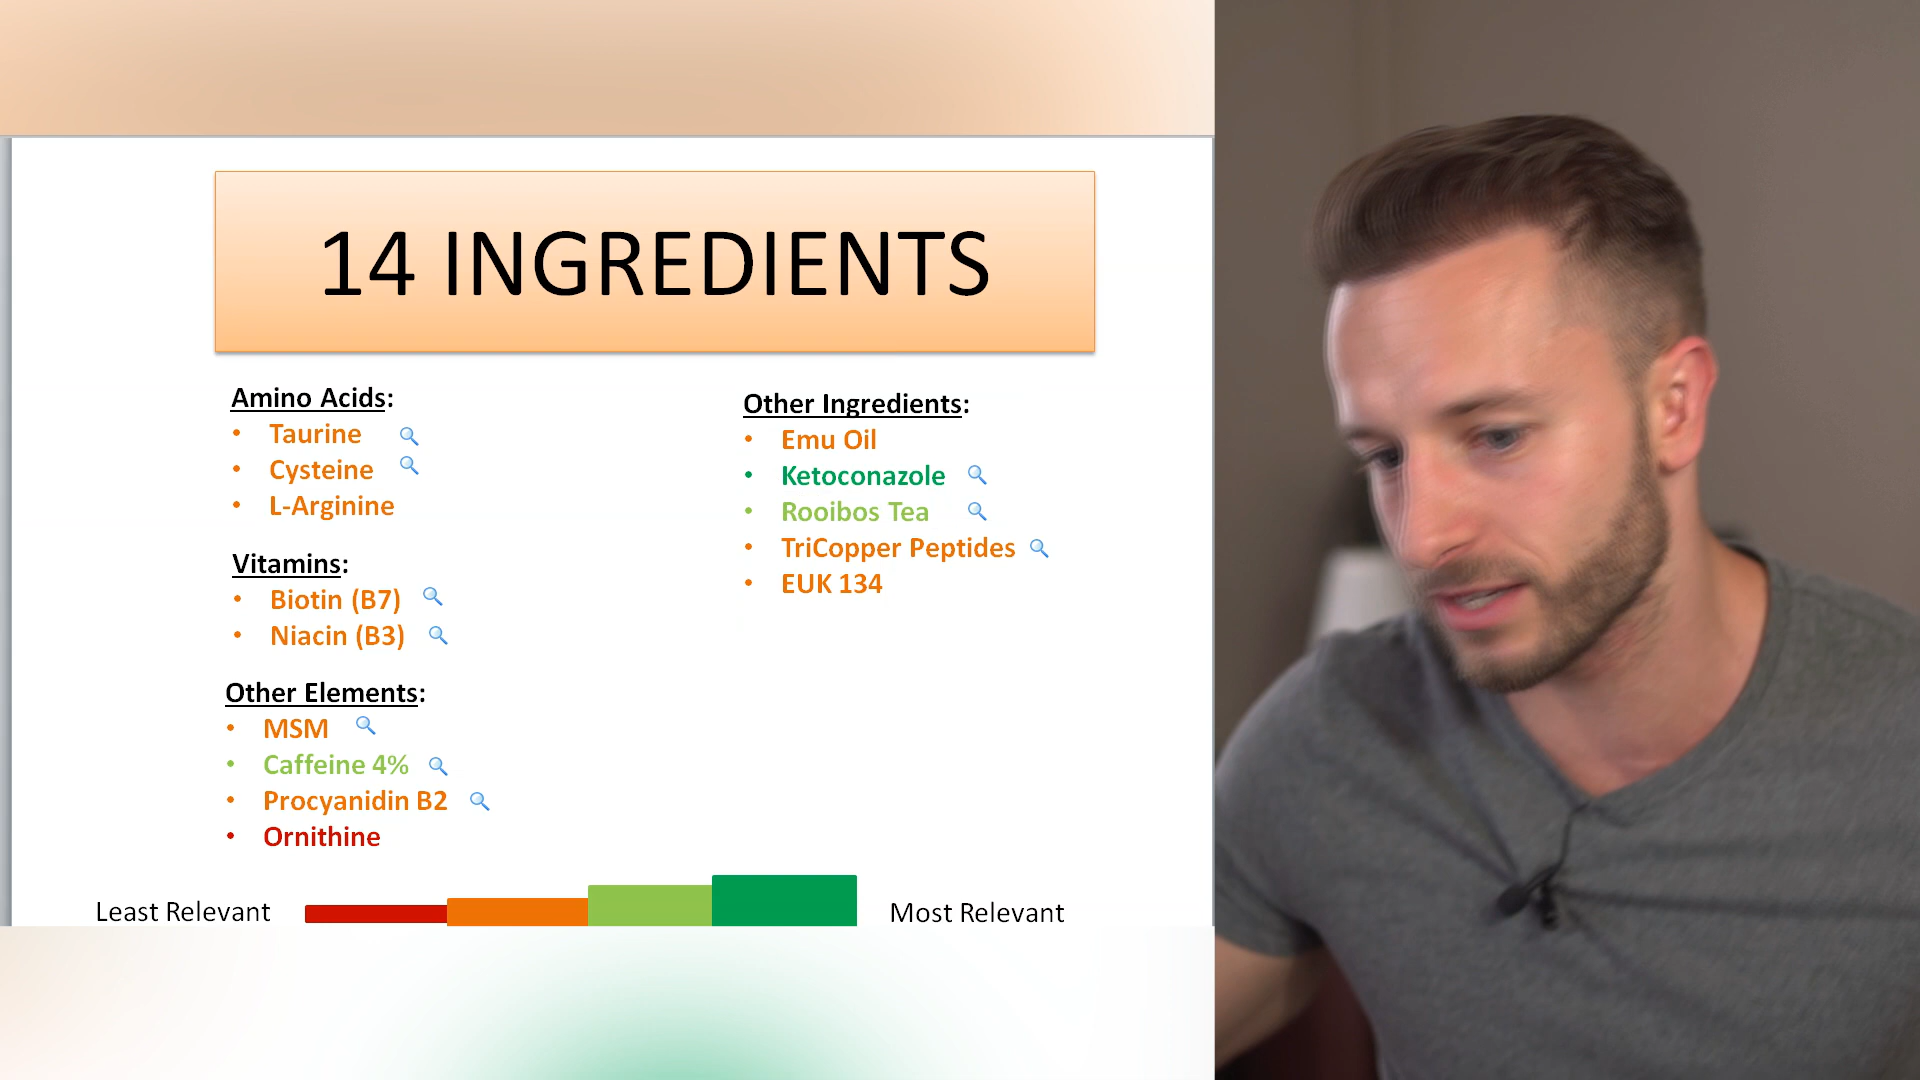 14 INGREDIENTS
Amino Acids:
• Taurine
• Cysteine
• L-Arginine
Vitamins:
• Biotin (B7)
• Niacin (B3)
Other Elements:
• MSM
• Caffeine 4%
• Procyanidin B2
• Ornithine
Other Ingredients:
• Emu Oil
• Ketoconazole
• Rooibos Tea
• TriCopper Peptides
• EUK 134
Least Relevant
Most Relevant